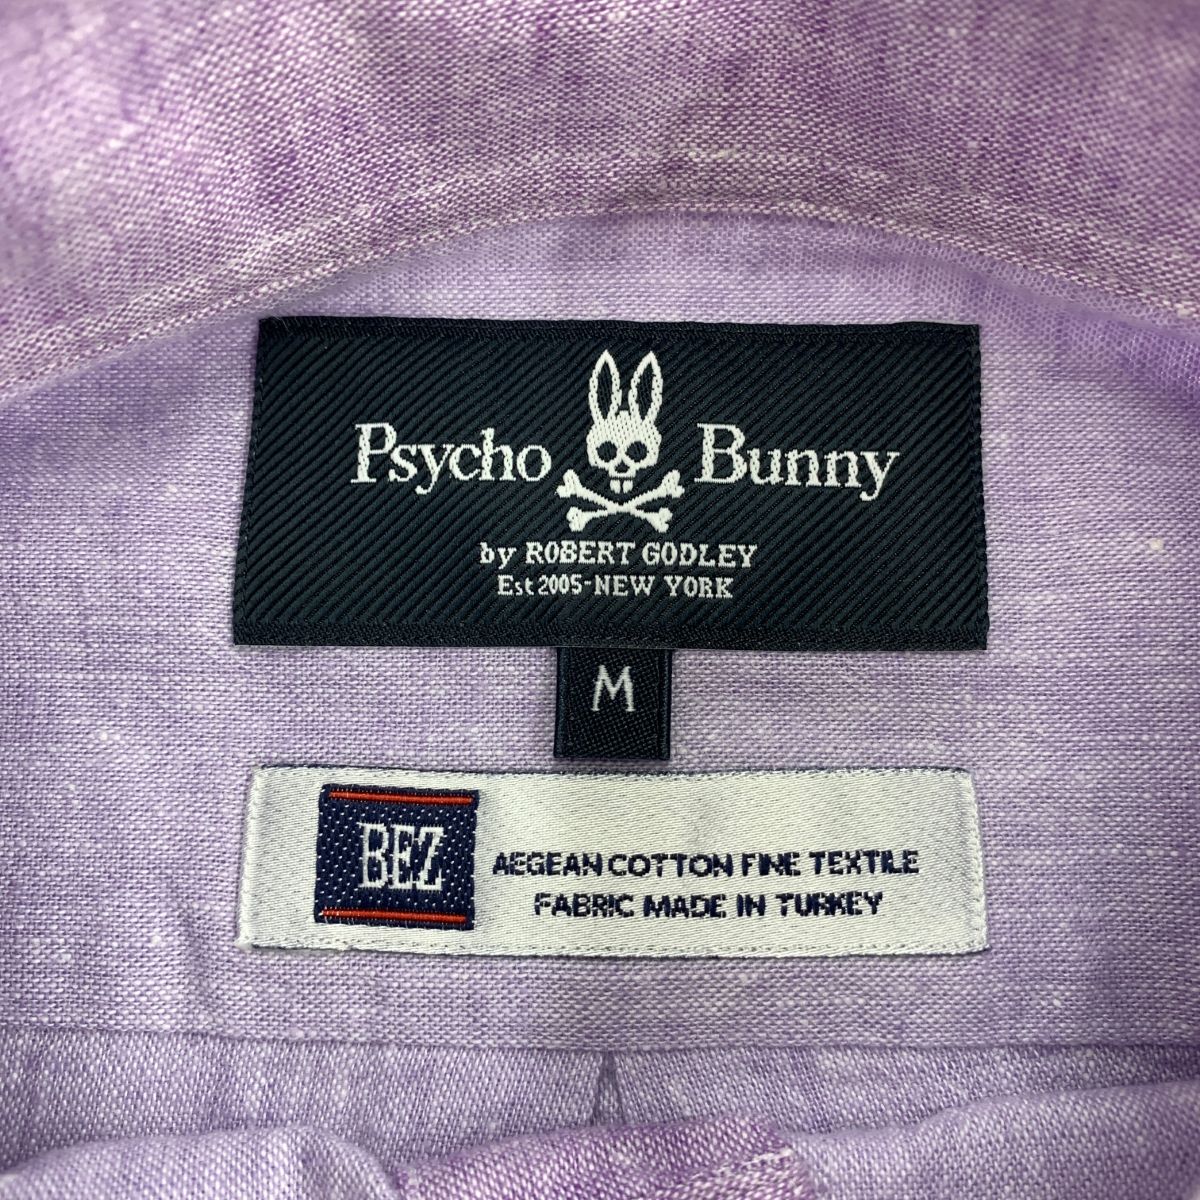 Psycho Bunny
by ROBERT GODLEY
Est 2005-NEW YORK
M
BEZ
AEGEAN COTTON FINE TEXTILE
FABRIC MADE IN TURKEY